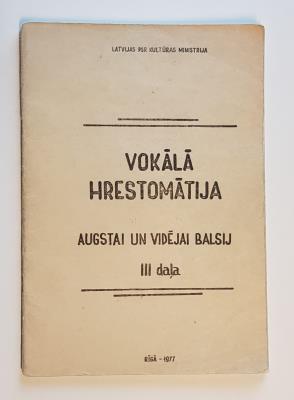 LATVIJAS PSR KULTŪRAS MINISTRIJA
VOKĀLĀ
HRESTOMĀTIJA
AUGSTAI UN VIDĒJAI BALSIJ
III daļa
RĪGĀ - 1977